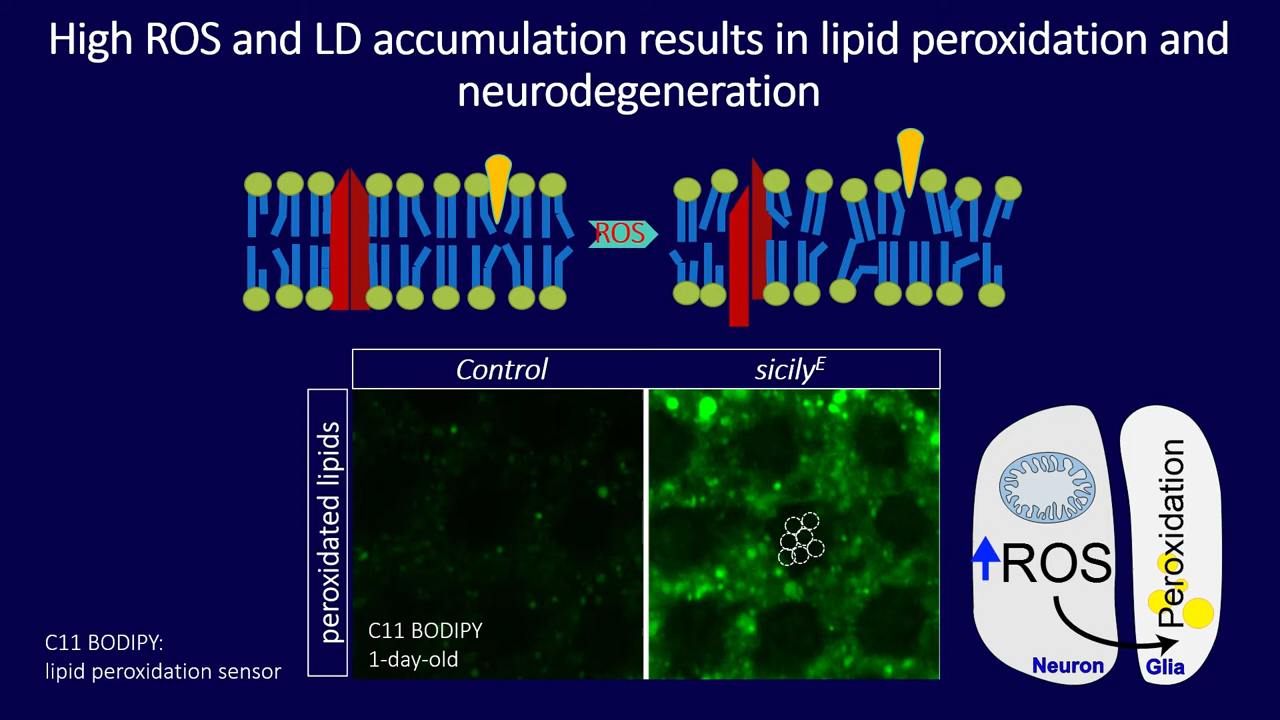 High ROS and LD accumulation results in lipid peroxidation and
neurodegeneration
ROS
Control
sicilyᴱ
peroxidated lipids
C11 BODIPY
1-day-old
C11 BODIPY:
lipid peroxidation sensor
ROS
Peroxidation
Neuron
Glia